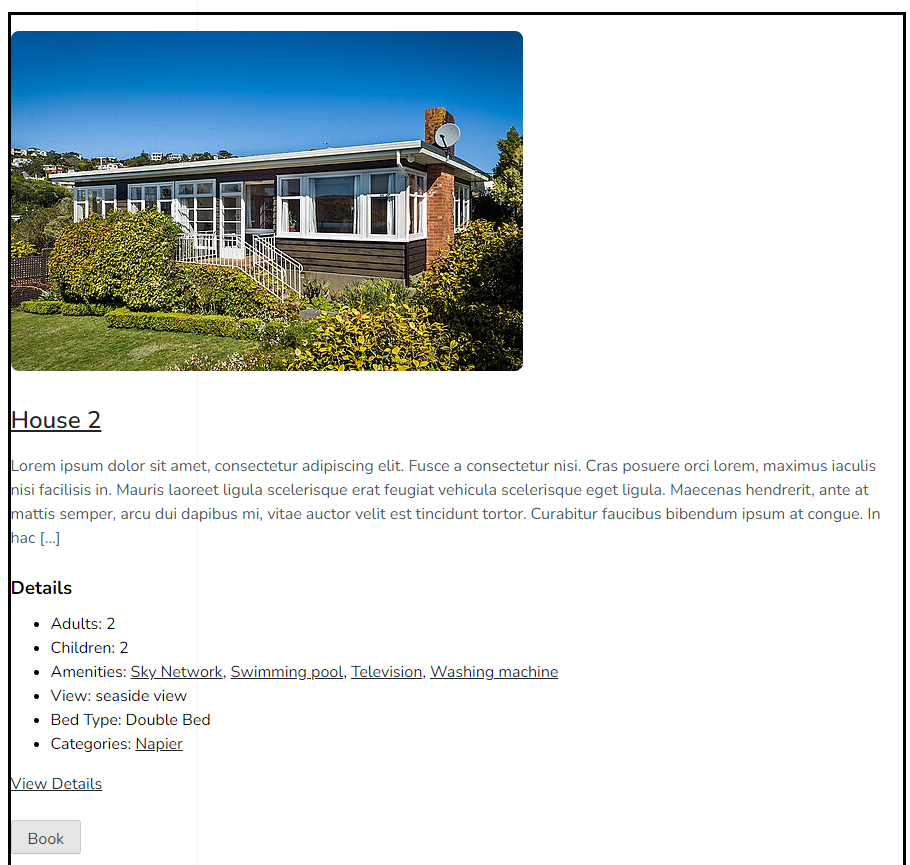 House 2
Lorem ipsum dolor sit amet, consectetur adipiscing elit. Fusce a consectetur nisi. Cras posuere orci lorem, maximus iaculis
nisi facilisis in. Mauris laoreet ligula scelerisque erat feugiat vehicula scelerisque eget ligula. Maecenas hendrerit, ante at
mattis semper, arcu dui dapibus mi, vitae auctor velit est tincidunt tortor. Curabitur faucibus bibendum ipsum at congue. In
hac [...]
Details
Adults: 2
Children: 2
Amenities: Sky Network, Swimming pool, Television, Washing machine
View: seaside view
Bed Type: Double Bed
Categories: Napier
View Details
Book